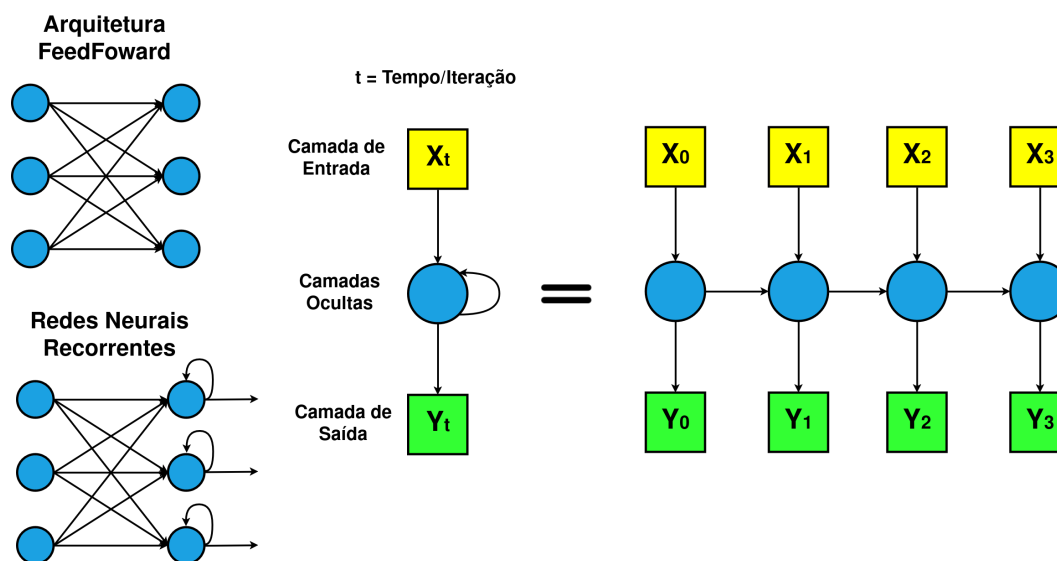 Arquitetura
FeedFoward
t = Tempo/Iteração
Camada de
Entrada
Xt
X0
X1
X2
X3
Camadas
Ocultas
=
Redes Neurais
Recorrentes
Camada de
Saída
Yt
Y0
Y1
Y2
Y3